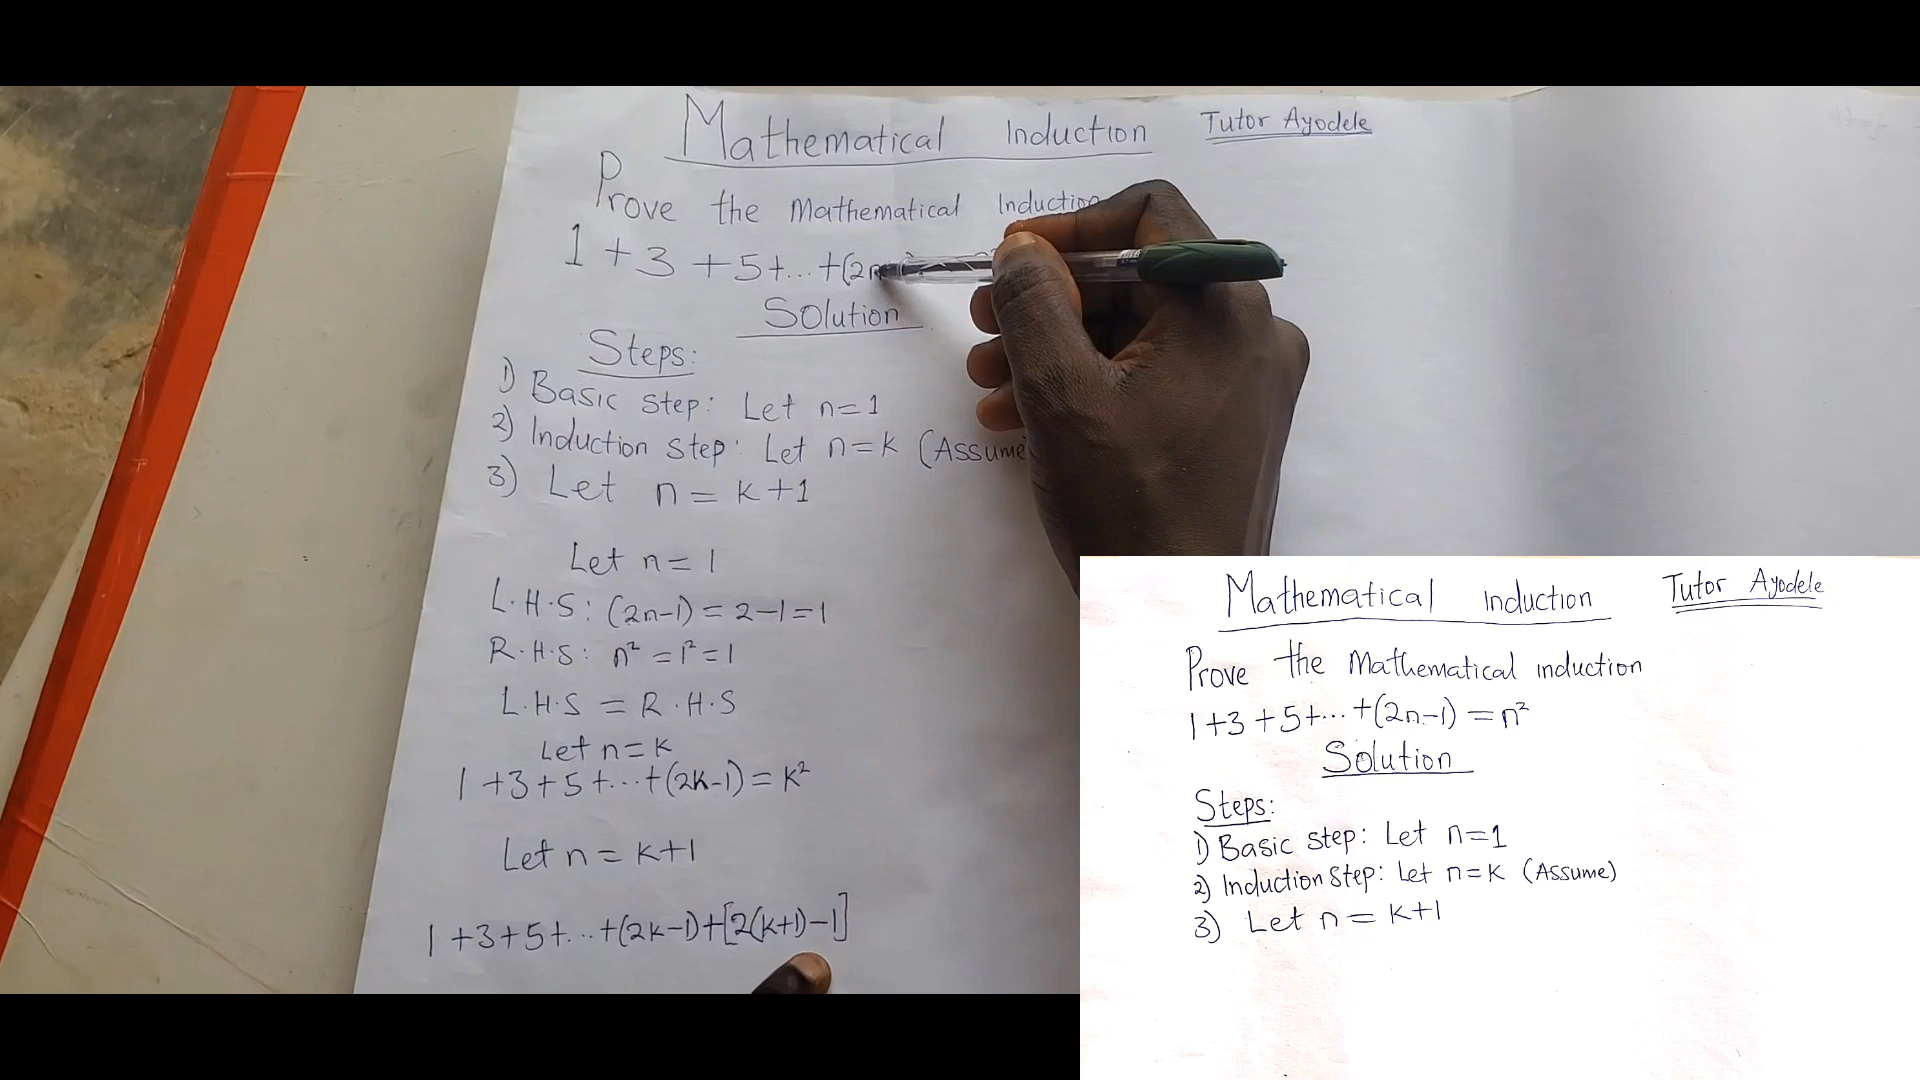 Mathematical Induction Tutor Ayodele
Prove the Mathematical Induction
1 + 3 + 5 + ... + (2n
Solution
Steps:
1) Basic step: Let n = 1
2) Induction step: Let n = k (Assume
3) Let n = k + 1
Let n = 1
L.H.S: (2n-1) = 2 - 1 = 1
R.H.S: n² = 1² = 1
L.H.S = R.H.S
Let n = k
1 + 3 + 5 + ... + (2k-1) = k²
Let n = k + 1
1 + 3 + 5 + ... + (2k-1) + [2(k+1) - 1]
Mathematical induction Tutor Ayodele
Prove the Mathematical induction
1 + 3 + 5 + ... + (2n-1) = n²
Solution
Steps:
1) Basic step: Let n = 1
2) Induction step: Let n = k (Assume)
3) Let n = k + 1